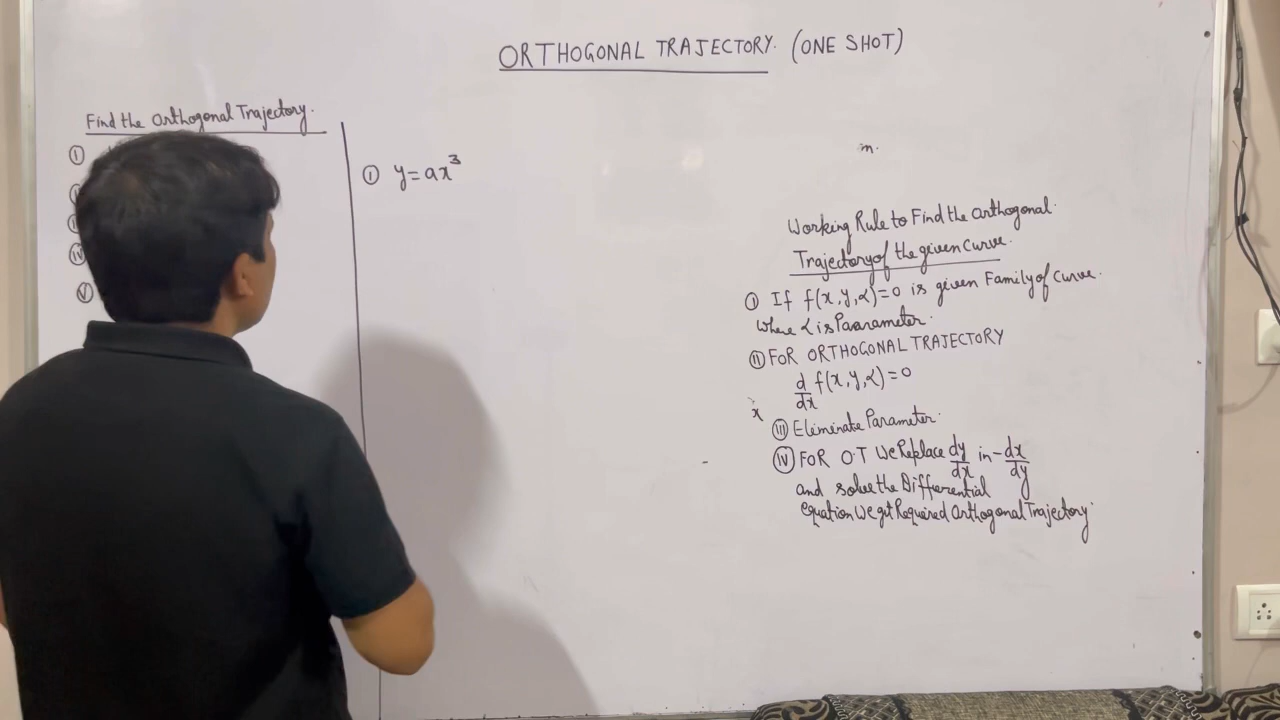 ORTHOGONAL TRAJECTORY. (ONE SHOT)
Find the Orthogonal Trajectory.
①
ⓘⓥ
ⓥ
① y=ax³
m.
Working Rule to Find the Orthogonal
Trajectory of the given Curve.
① If f(x,y,α)=0 is given Family of Curve.
Where α is Paarameter.
② FOR ORTHOGONAL TRAJECTORY
d/dx f(x,y,α)=0
x
③ Eliminate Parameter.
④ FOR O.T We Replace dy/dx in -dx/dy
and solve the Differential
equation We get Required Orthogonal Trajectory.